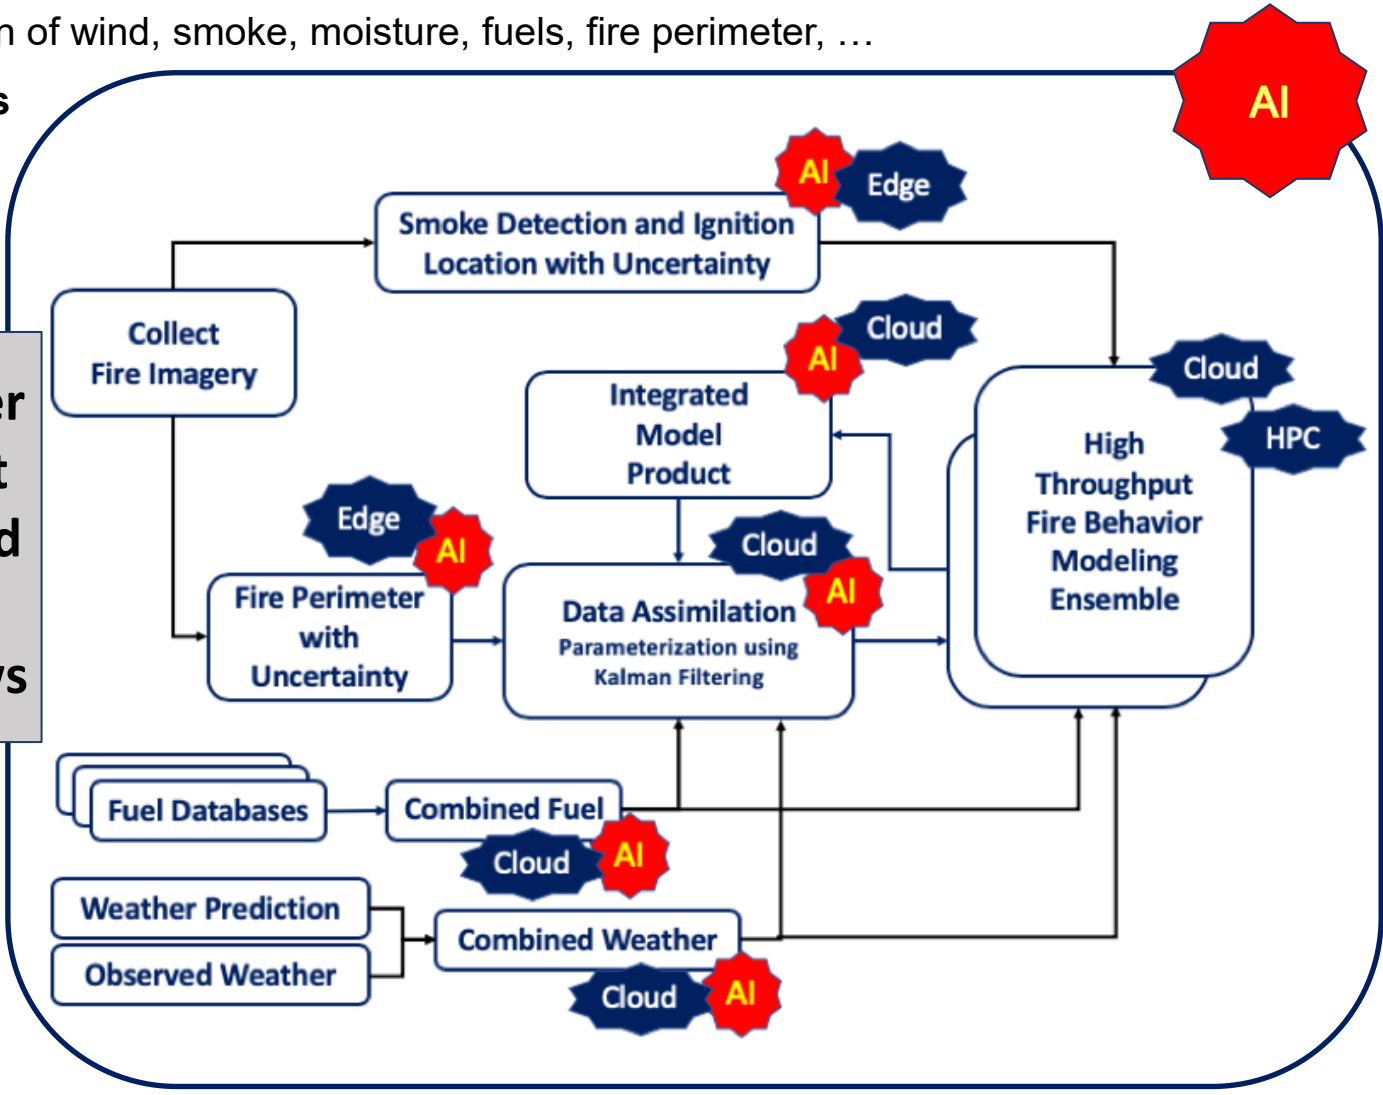 n of wind, smoke, moisture, fuels, fire perimeter, …
s
AI
AI
Edge
Smoke Detection and Ignition
Location with Uncertainty
Collect
Fire Imagery
Cloud
AI
Integrated
Model
Product
Cloud
HPC
High
Throughput
Fire Behavior
Modeling
Ensemble
er
t
d
ws
Edge
AI
Fire Perimeter
with
Uncertainty
Cloud
AI
Data Assimilation
Parameterization using
Kalman Filtering
Fuel Databases
Combined Fuel
Cloud
AI
Weather Prediction
Observed Weather
Combined Weather
Cloud
AI